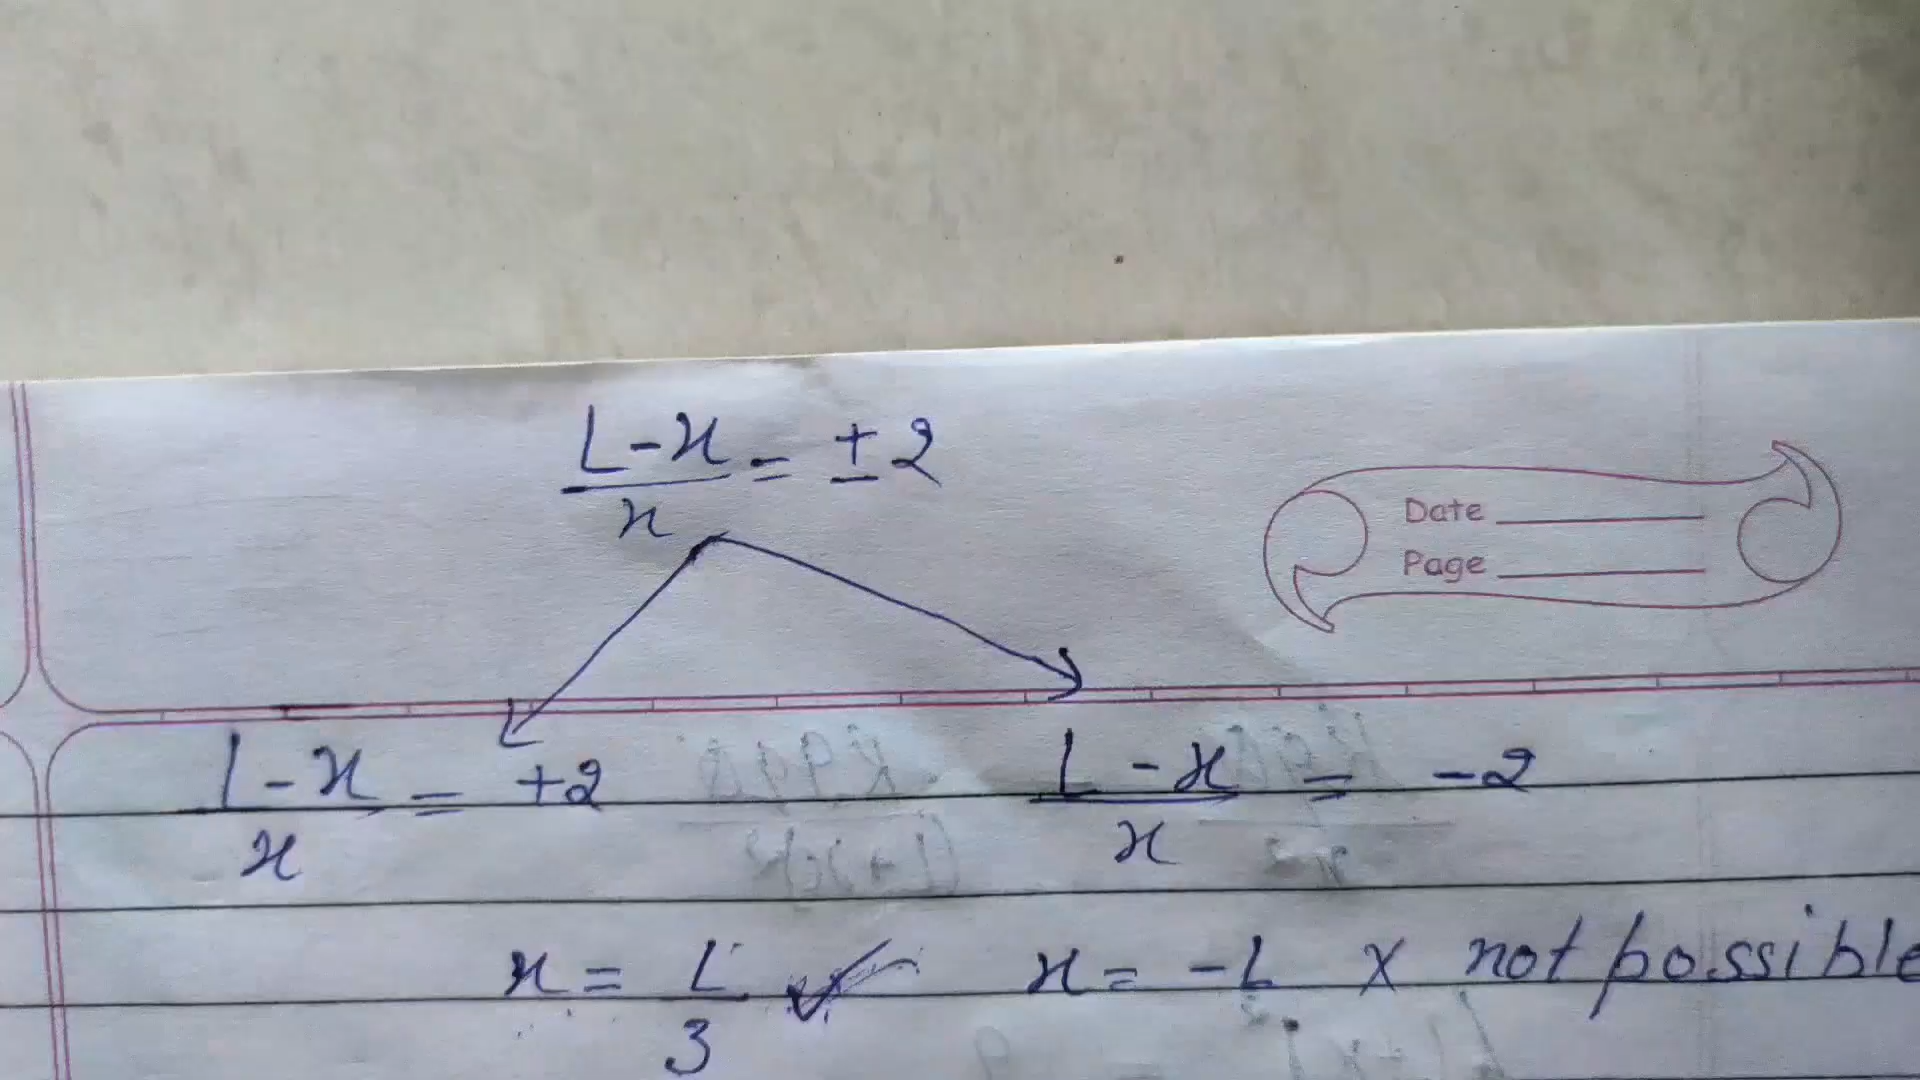 L-x/x = ±2
Date
Page
L-x/x = +2 L-x/x = -2
x = L/3 ✓ x = -L × not possible